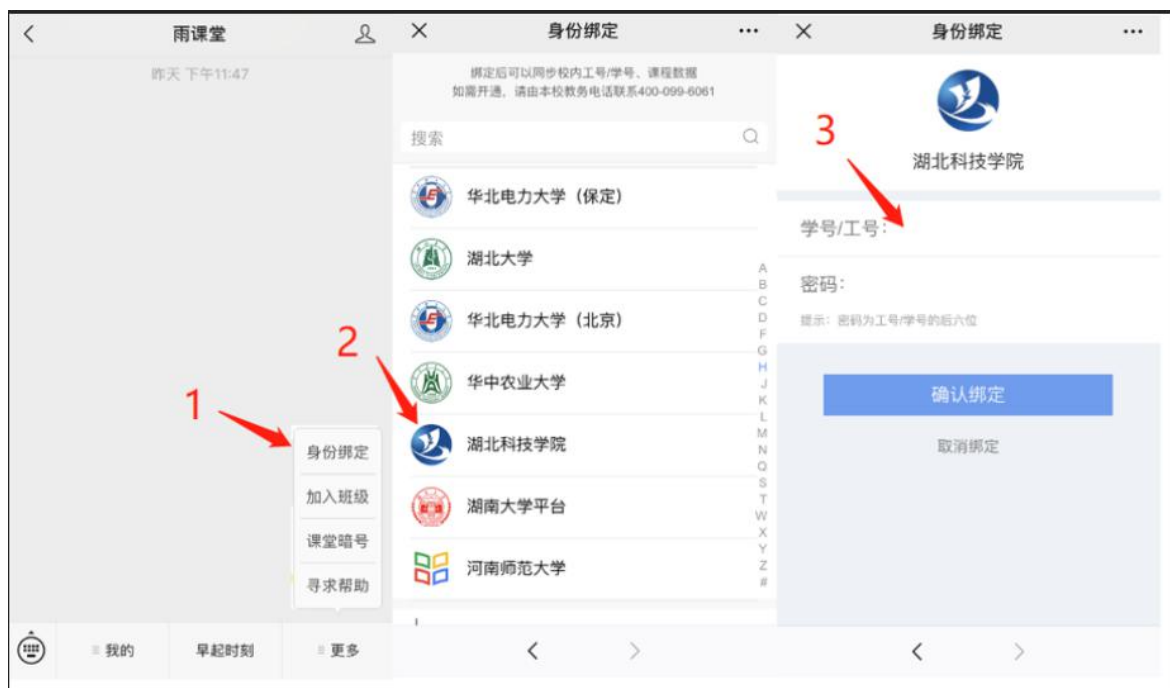 雨课堂
昨天 下午11:47
1
身份绑定
加入班级
课堂暗号
寻求帮助
我的
早起时刻
更多
身份绑定
绑定后可以同步校内工号/学号、课程数据
如需开通，请由本校教务电话联系400-099-6061
搜索
华北电力大学（保定）
湖北大学
华北电力大学（北京）
2
华中农业大学
湖北科技学院
湖南大学平台
河南师范大学
A
B
C
D
F
G
H
J
K
L
M
N
Q
S
T
W
X
Y
Z
#
身份绑定
3
湖北科技学院
学号/工号：
密码：
提示：密码为工号/学号的后六位
确认绑定
取消绑定